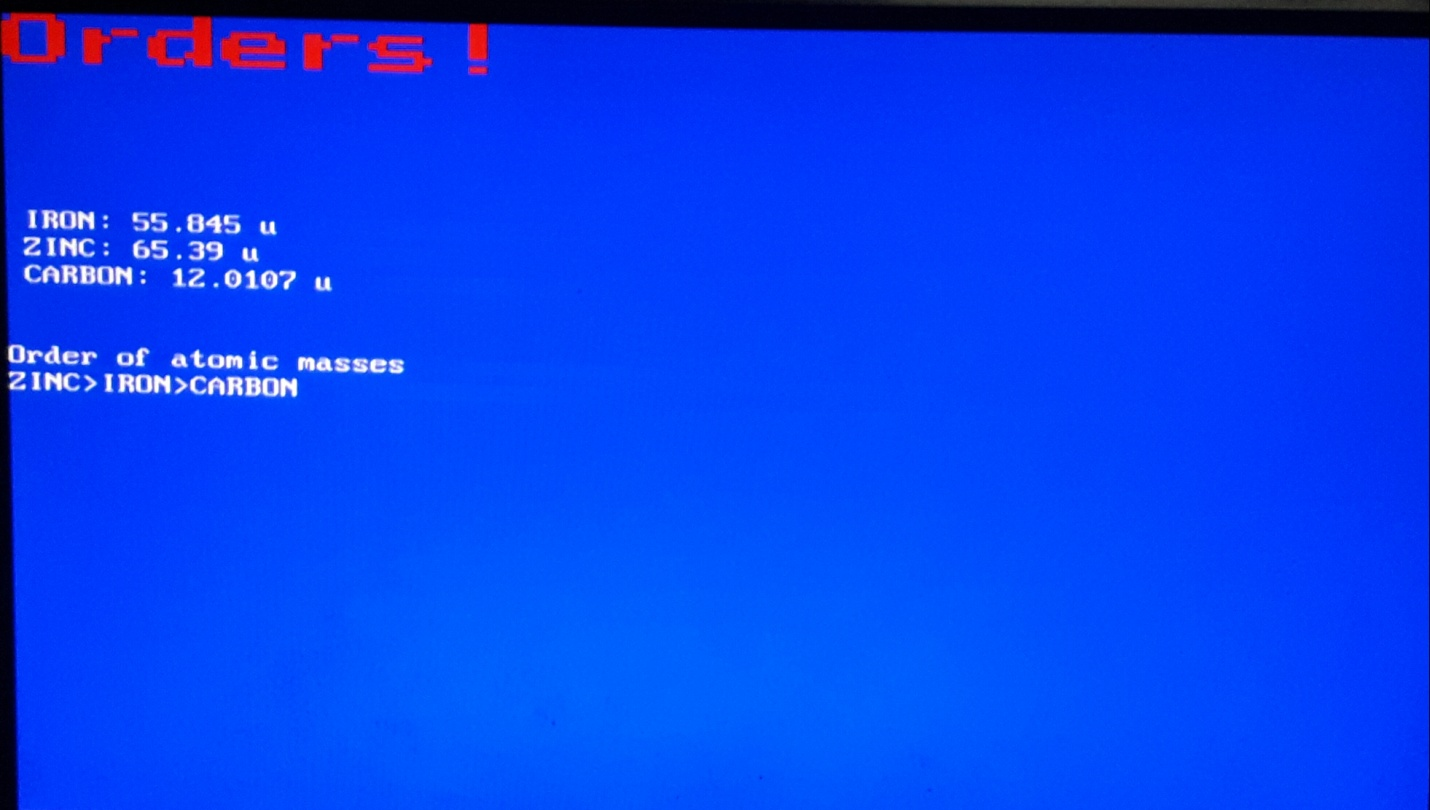 Orders!
IRON: 55.845 u
ZINC: 65.39 u
CARBON: 12.0107 u
Order of atomic masses
ZINC>IRON>CARBON